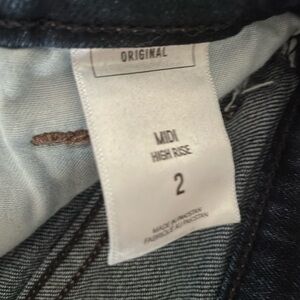 ORIGINAL
MIDI
HIGH RISE
2
MADE IN PAKISTAN
FABRIQUÉ AU PAKISTAN